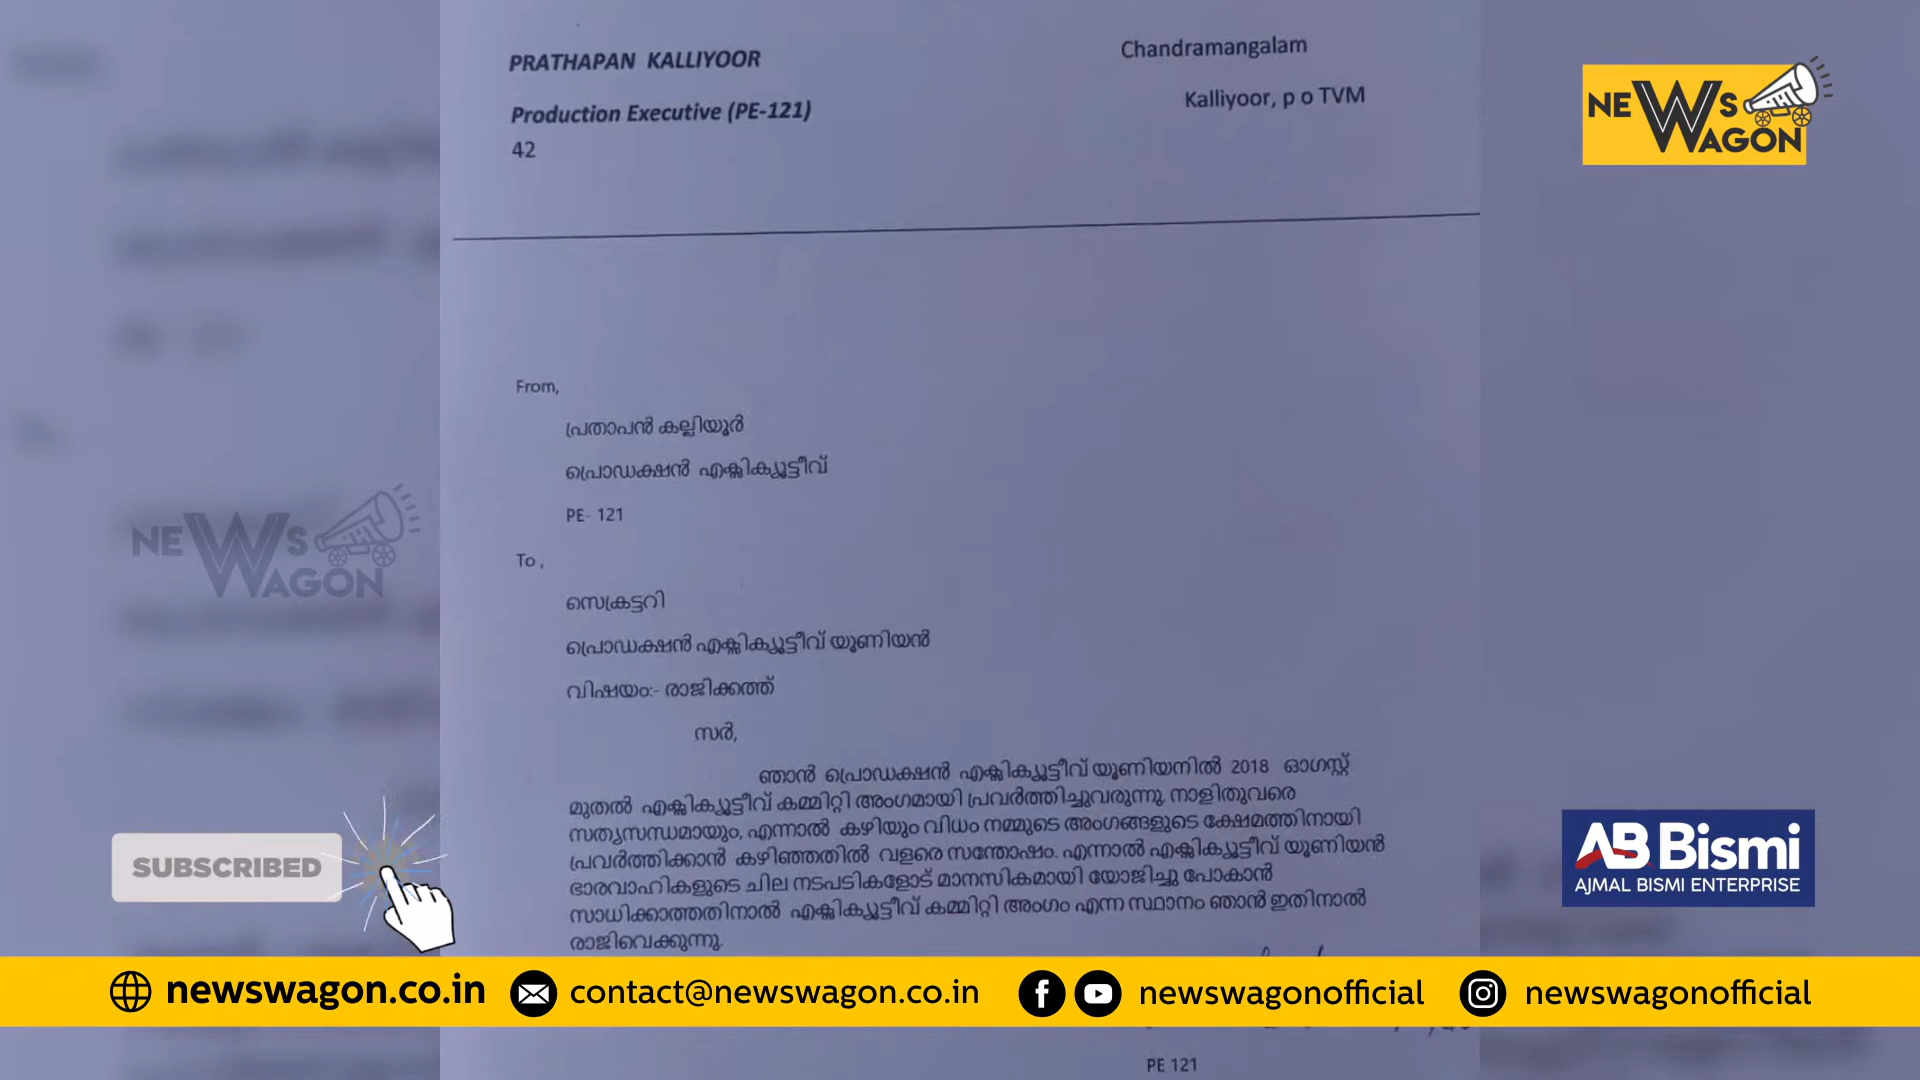 PRATHAPAN KALLIYOOR
Chandramangalam
Production Executive (PE-121)
Kalliyoor, p o TVM
42
NEWS
WAGON
From,
പ്രതാപൻ കല്ലിയൂർ
പ്രൊഡക്ഷൻ എക്സിക്യൂട്ടീവ്
PE- 121
To ,
NEWS
WAGON
സെക്രട്ടറി
പ്രൊഡക്ഷൻ എക്സിക്യൂട്ടീവ് യൂണിയൻ
വിഷയം:- രാജിക്കത്ത്
സർ,
ഞാൻ പ്രൊഡക്ഷൻ എക്സിക്യൂട്ടീവ് യൂണിയനിൽ 2018 ഓഗസ്റ്റ്
മുതൽ എക്സിക്യൂട്ടീവ് കമ്മിറ്റി അംഗമായി പ്രവർത്തിച്ചുവരുന്നു. നാളിതുവരെ
സത്യസന്ധമായും, എന്നാൽ കഴിയും വിധം നമ്മുടെ അംഗങ്ങളുടെ ക്ഷേമത്തിനായി
പ്രവർത്തിക്കാൻ കഴിഞ്ഞതിൽ വളരെ സന്തോഷം. എന്നാൽ എക്സിക്യൂട്ടീവ് യൂണിയൻ
ഭാരവാഹികളുടെ ചില നടപടികളോട് മാനസികമായി യോജിച്ചു പോകാൻ
സാധിക്കാത്തതിനാൽ എക്സിക്യൂട്ടീവ് കമ്മിറ്റി അംഗം എന്ന സ്ഥാനം ഞാൻ ഇതിനാൽ
രാജിവെക്കുന്നു.
SUBSCRIBED
AB Bismi
AJMAL BISMI ENTERPRISE
newswagon.co.in
contact@newswagon.co.in
newswagonofficial
newswagonofficial
PE 121